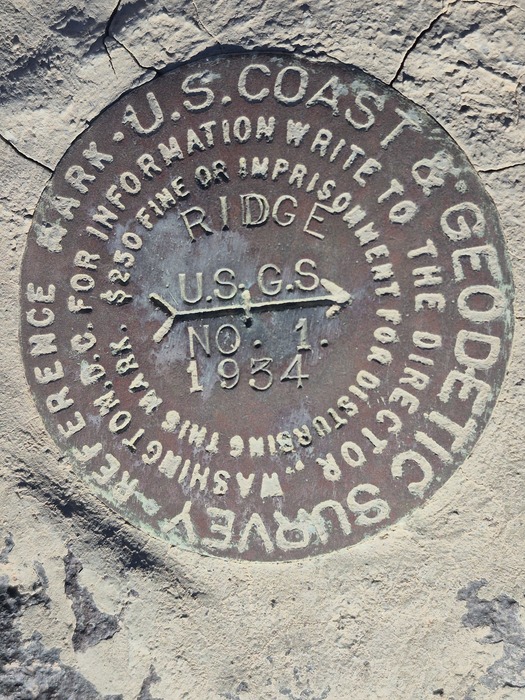 U.S. COAST & GEODETIC SURVEY
REFERENCE MARK.
FOR INFORMATION WRITE TO THE DIRECTOR, WASHINGTON, D.C.
$250 FINE OR IMPRISONMENT FOR DISTURBING THIS MARK.
RIDGE
U.S. G.S.
NO. 1.
1934